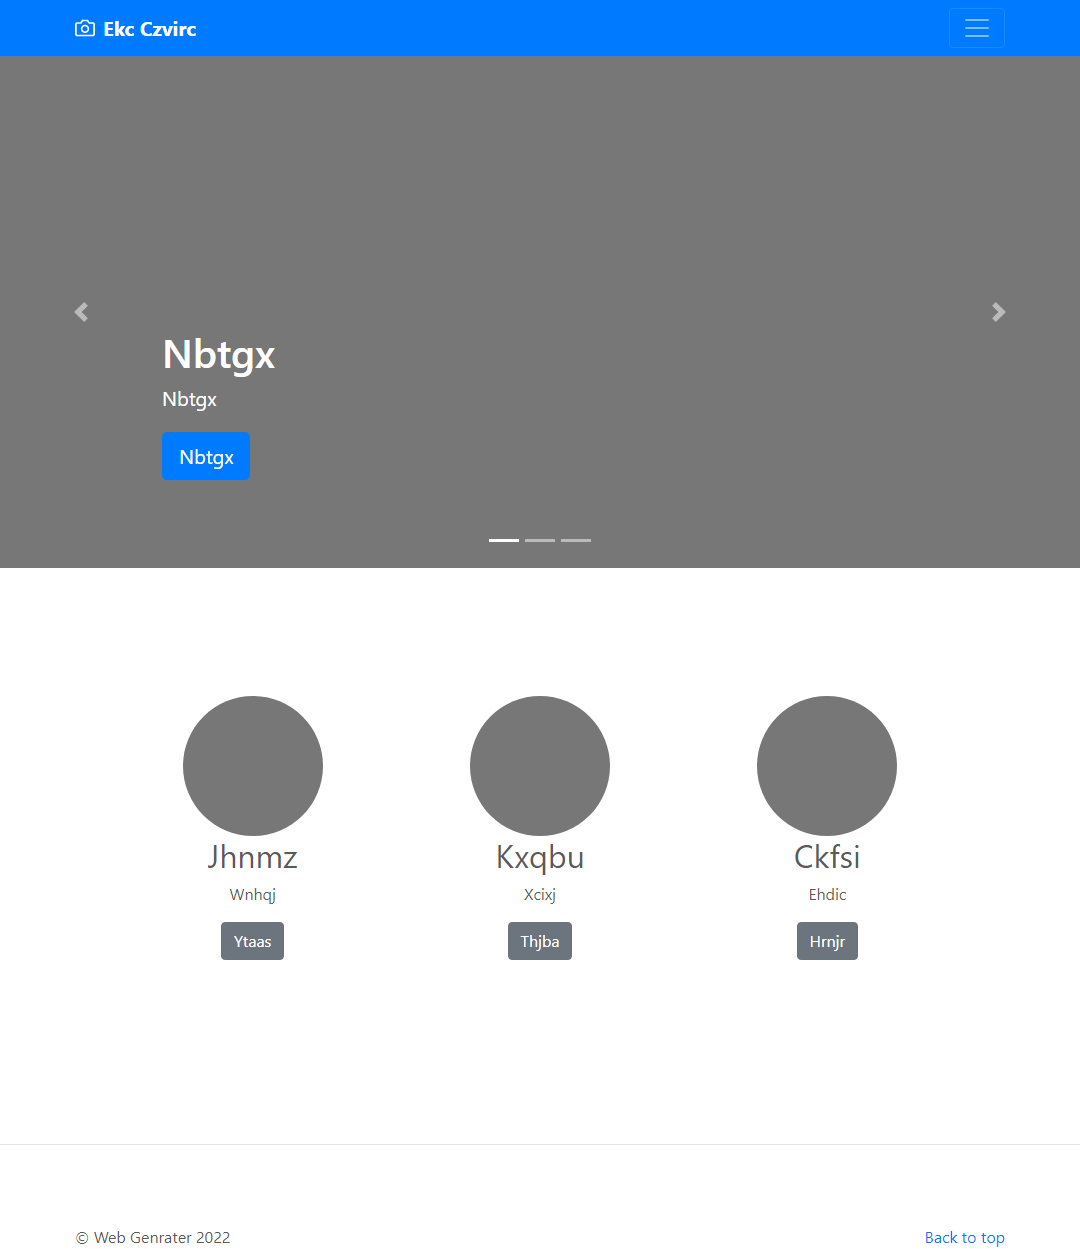 Ekc Czvirc
Nbtgx
Nbtgx
Nbtgx
Jhnmz
Kxqbu
Ckfsi
Wnhqj
Xcixj
Ehdic
Ytaas
Thjba
Hrnjr
© Web Genrater 2022
Back to top